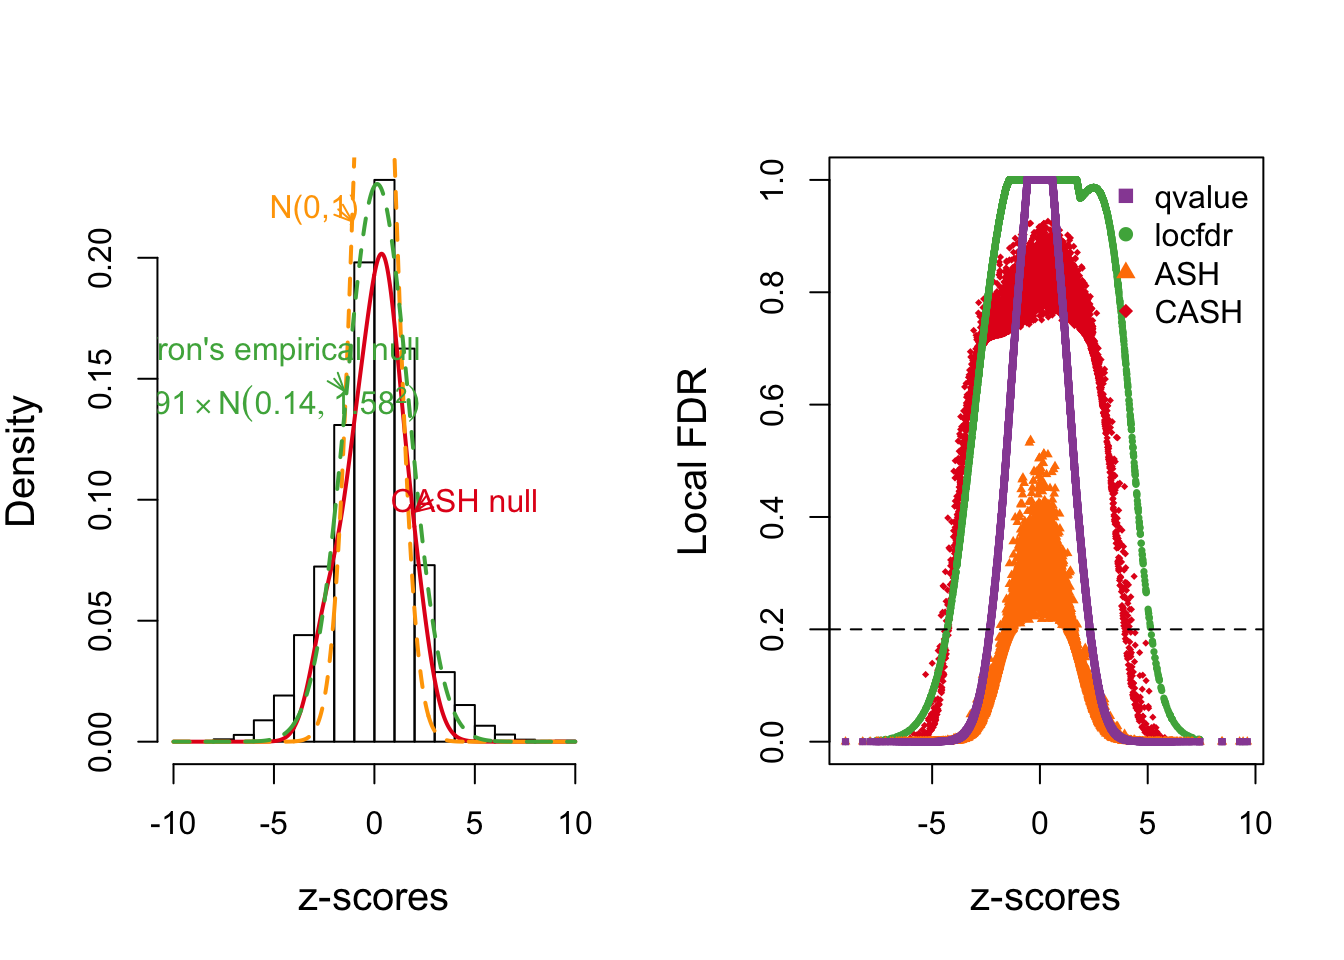 N(0,1)
ron's empirical null
91 × N(0.14, 1.58²)
CASH null
Density
0.00
0.05
0.10
0.15
0.20
-10
-5
0
5
10
z-scores
qvalue
locfdr
ASH
CASH
Local FDR
0.0
0.2
0.4
0.6
0.8
1.0
-5
0
5
10
z-scores